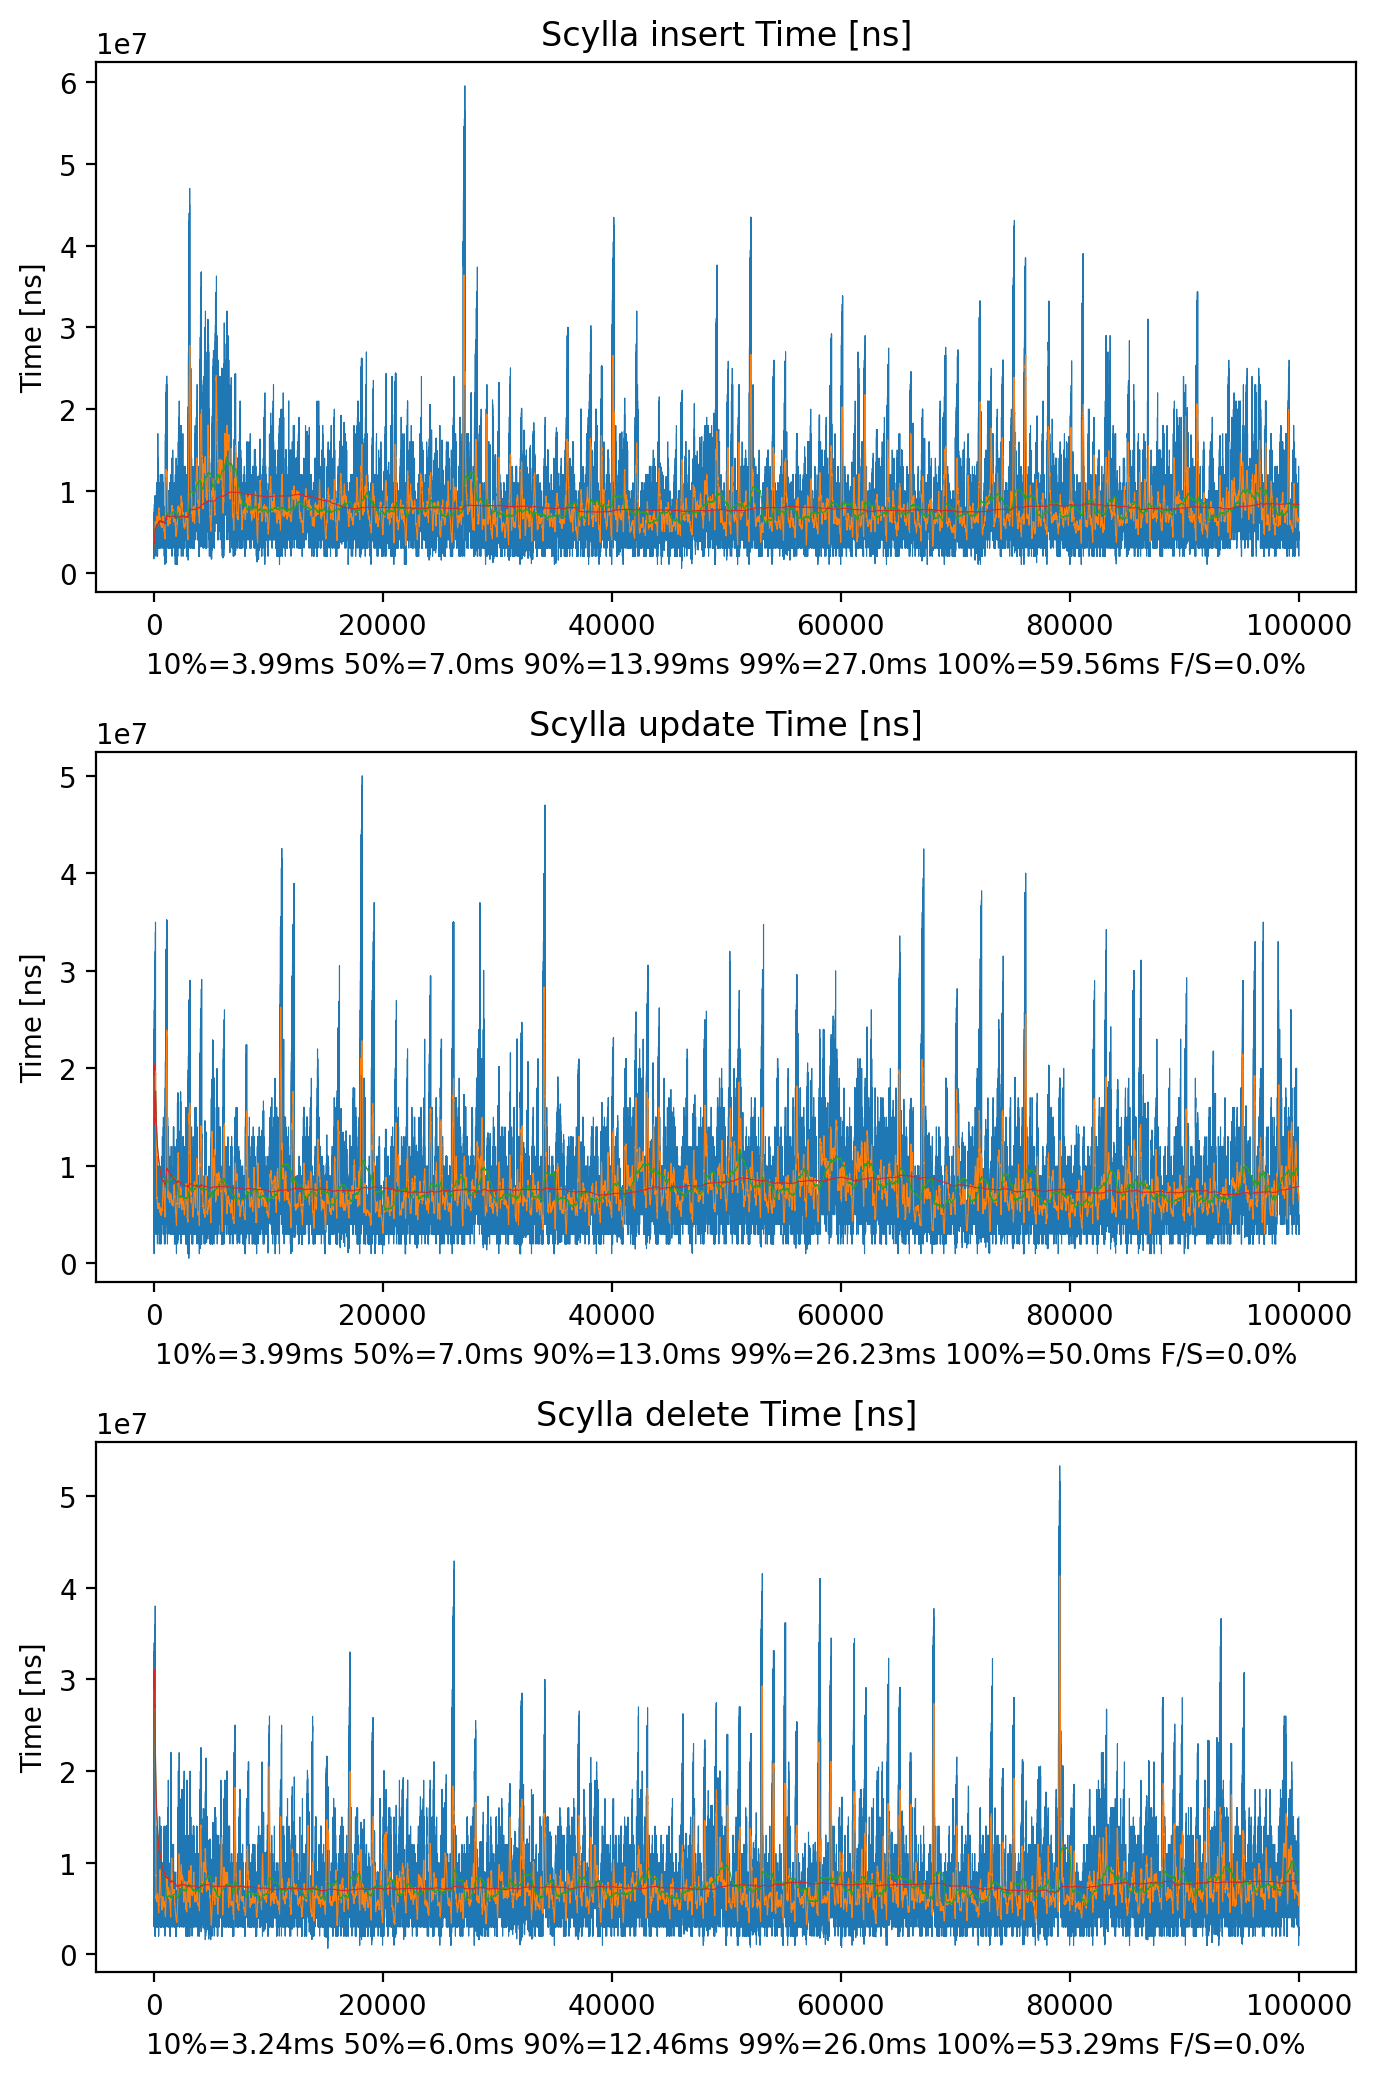 Scylla insert Time [ns]
1e7
6
5
4
3
2
1
0
Time [ns]
0 20000 40000 60000 80000 100000
10%=3.99ms 50%=7.0ms 90%=13.99ms 99%=27.0ms 100%=59.56ms F/S=0.0%
Scylla update Time [ns]
1e7
5
4
3
2
1
0
Time [ns]
0 20000 40000 60000 80000 100000
10%=3.99ms 50%=7.0ms 90%=13.0ms 99%=26.23ms 100%=50.0ms F/S=0.0%
Scylla delete Time [ns]
1e7
5
4
3
2
1
0
Time [ns]
0 20000 40000 60000 80000 100000
10%=3.24ms 50%=6.0ms 90%=12.46ms 99%=26.0ms 100%=53.29ms F/S=0.0%